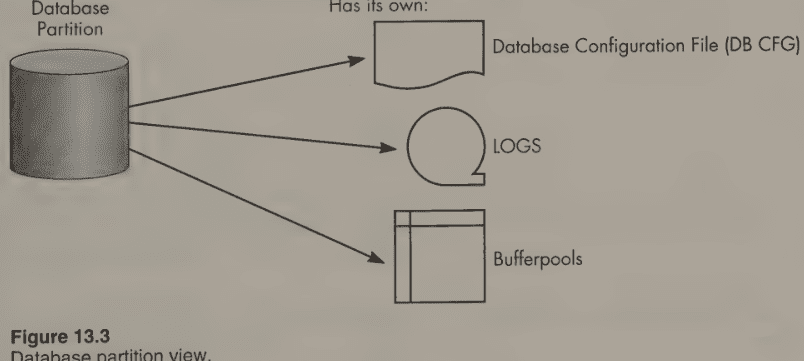 Database
Partition
Has its own:
Database Configuration File (DB CFG)
LOGS
Bufferpools
Figure 13.3
Database partition view.